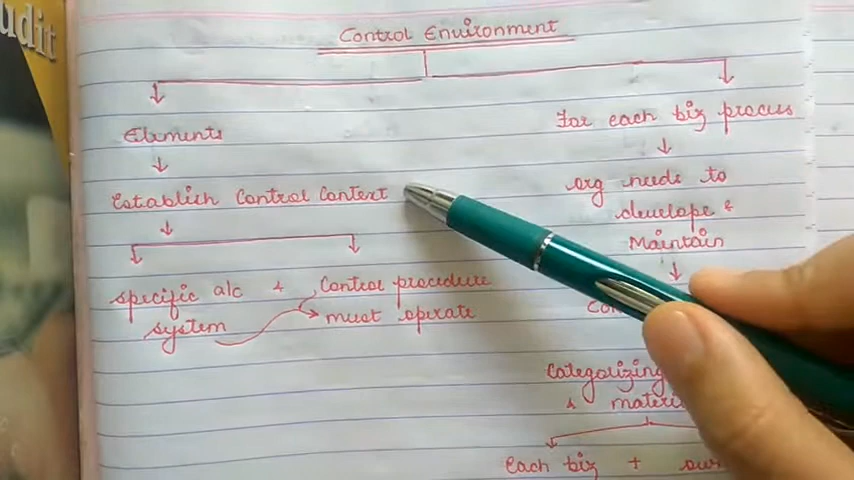 udit
Control Environment
Elements
For each biz process
Establish Control Context
org needs to
develope &
Maintain
specific a/c + Control procedure
system must operate
Categorizing
&
Each biz +